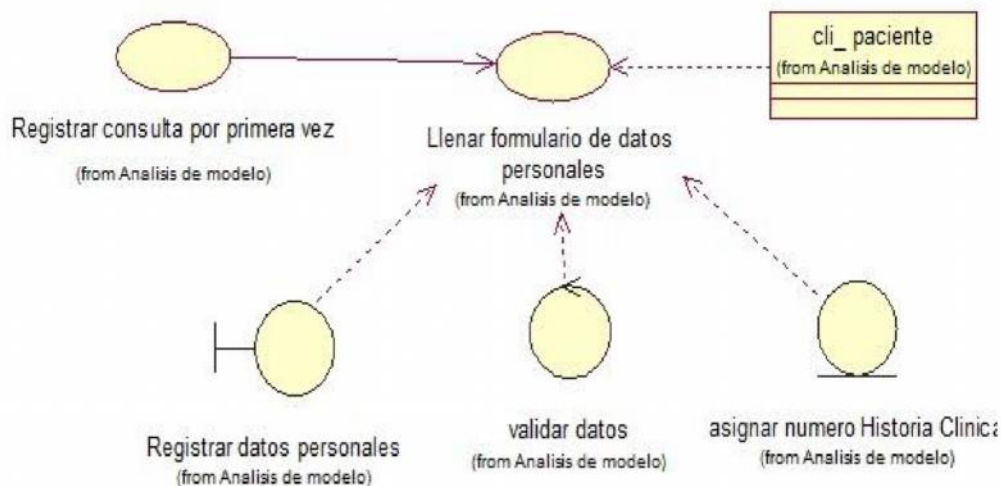 cli_ paciente
(from Analisis de modelo)
Registrar consulta por primera vez
(from Analisis de modelo)
Llenar formulario de datos
personales
(from Analisis de modelo)
Registrar datos personales
(from Analisis de modelo)
validar datos
(from Analisis de modelo)
asignar numero Historia Clinica
(from Analisis de modelo)